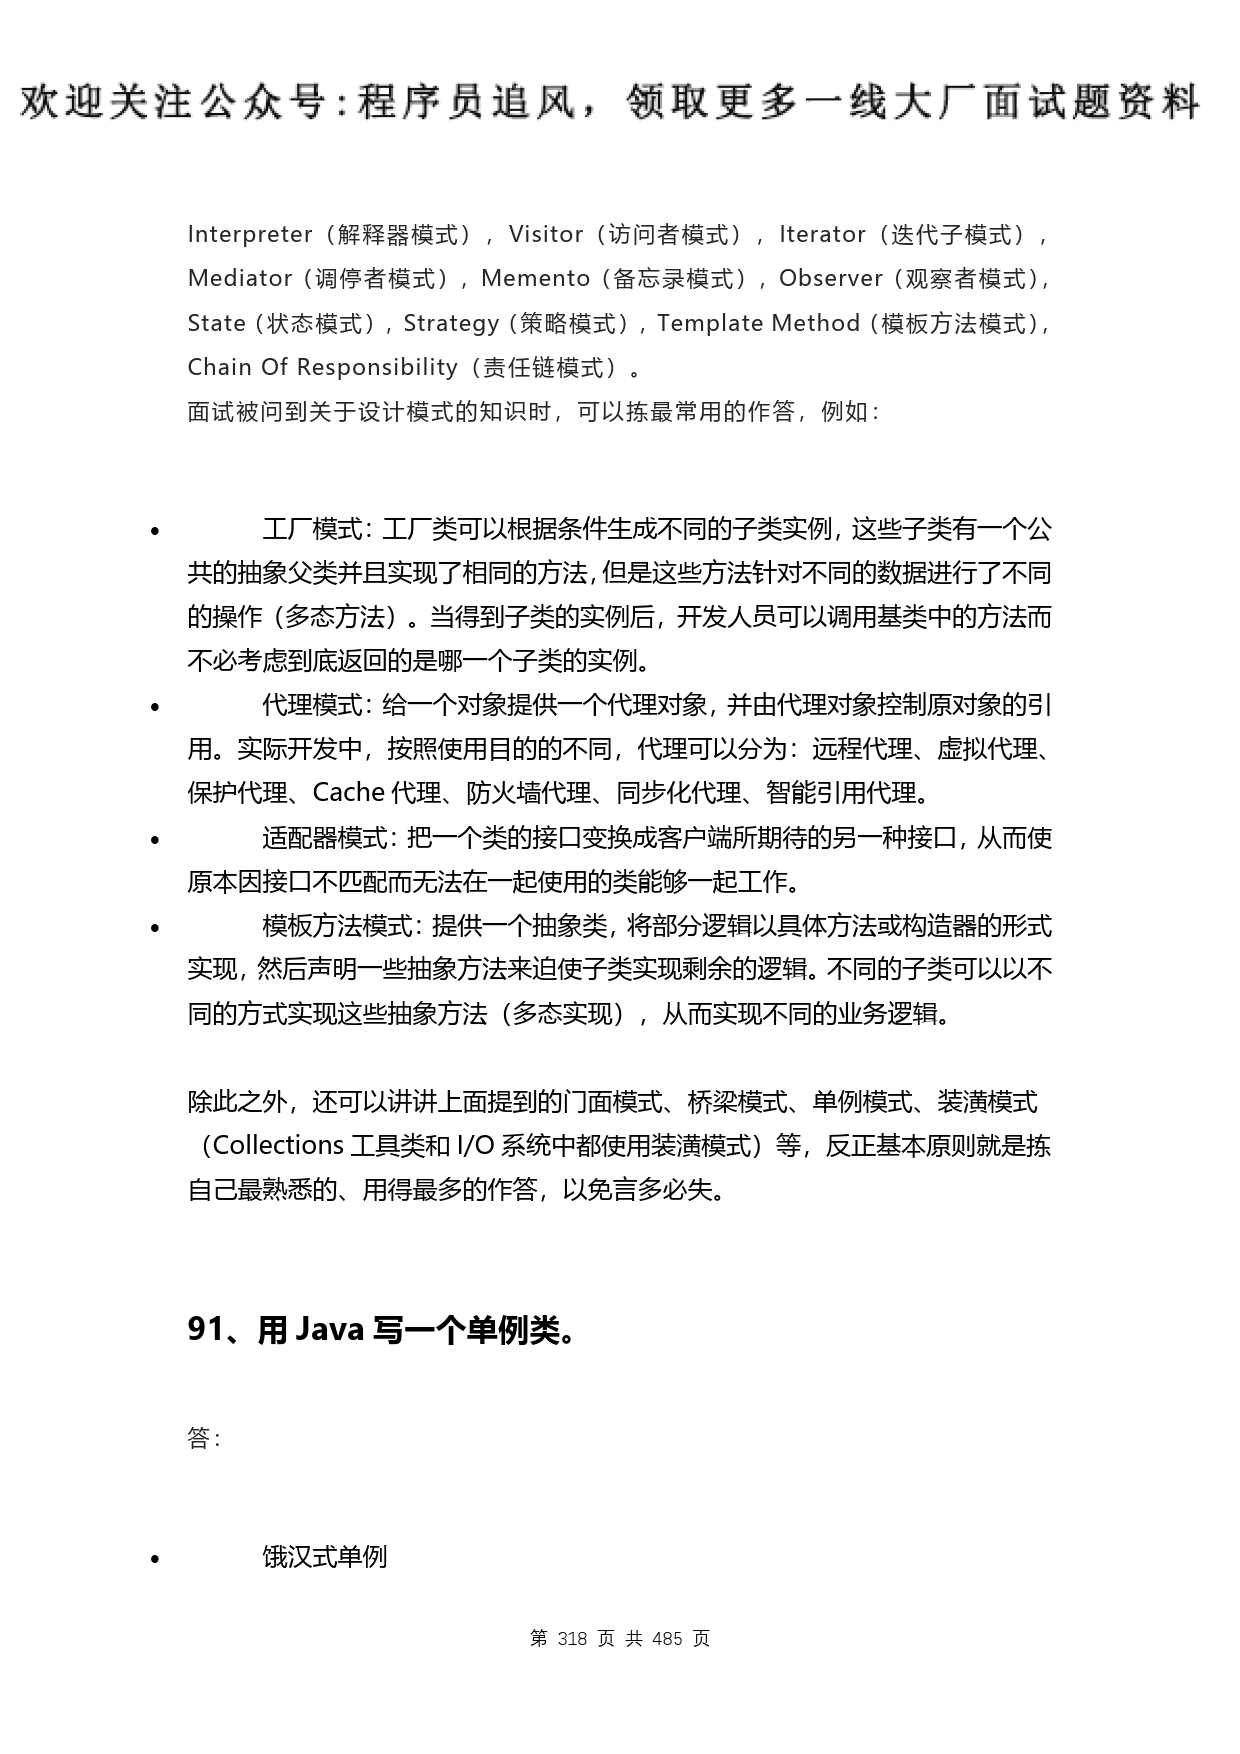 欢迎关注公众号:程序员追风，领取更多一线大厂面试题资料
Interpreter（解释器模式），Visitor（访问者模式），Iterator（迭代子模式），
Mediator（调停者模式），Memento（备忘录模式），Observer（观察者模式），
State（状态模式），Strategy（策略模式），Template Method（模板方法模式），
Chain Of Responsibility（责任链模式）。
面试被问到关于设计模式的知识时，可以拣最常用的作答，例如：
• 工厂模式：工厂类可以根据条件生成不同的子类实例，这些子类有一个公
共的抽象父类并且实现了相同的方法，但是这些方法针对不同的数据进行了不同
的操作（多态方法）。当得到子类的实例后，开发人员可以调用基类中的方法而
不必考虑到底返回的是哪一个子类的实例。
• 代理模式：给一个对象提供一个代理对象，并由代理对象控制原对象的引
用。实际开发中，按照使用目的的不同，代理可以分为：远程代理、虚拟代理、
保护代理、Cache 代理、防火墙代理、同步化代理、智能引用代理。
• 适配器模式：把一个类的接口变换成客户端所期待的另一种接口，从而使
原本因接口不匹配而无法在一起使用的类能够一起工作。
• 模板方法模式：提供一个抽象类，将部分逻辑以具体方法或构造器的形式
实现，然后声明一些抽象方法来迫使子类实现剩余的逻辑。不同的子类可以以不
同的方式实现这些抽象方法（多态实现），从而实现不同的业务逻辑。
除此之外，还可以讲讲上面提到的门面模式、桥梁模式、单例模式、装潢模式
（Collections 工具类和 I/O 系统中都使用装潢模式）等，反正基本原则就是拣
自己最熟悉的、用得最多的作答，以免言多必失。
91、用 Java 写一个单例类。
答：
• 饿汉式单例
第 318 页 共 485 页